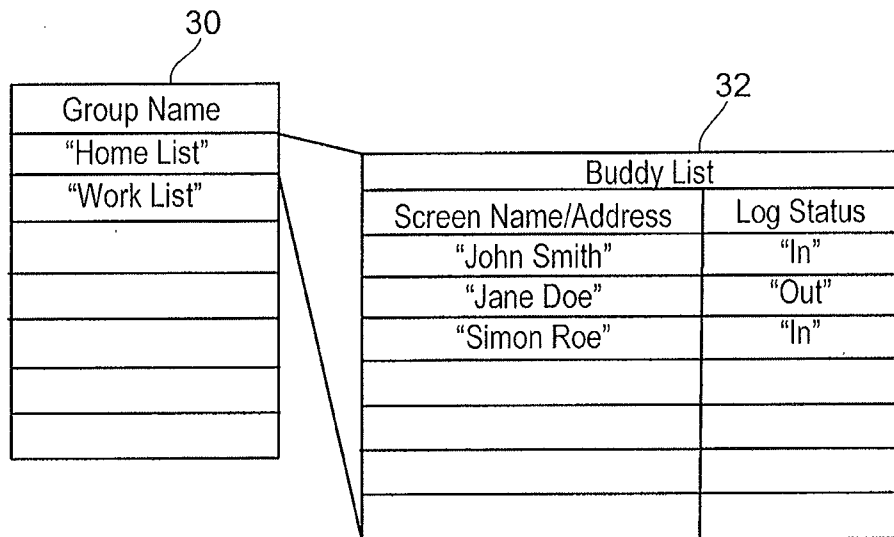 30
Group Name
“Home List”
“Work List”
32
Buddy List
Screen Name/Address Log Status
“John Smith” “In”
“Jane Doe” “Out”
“Simon Roe” “In”